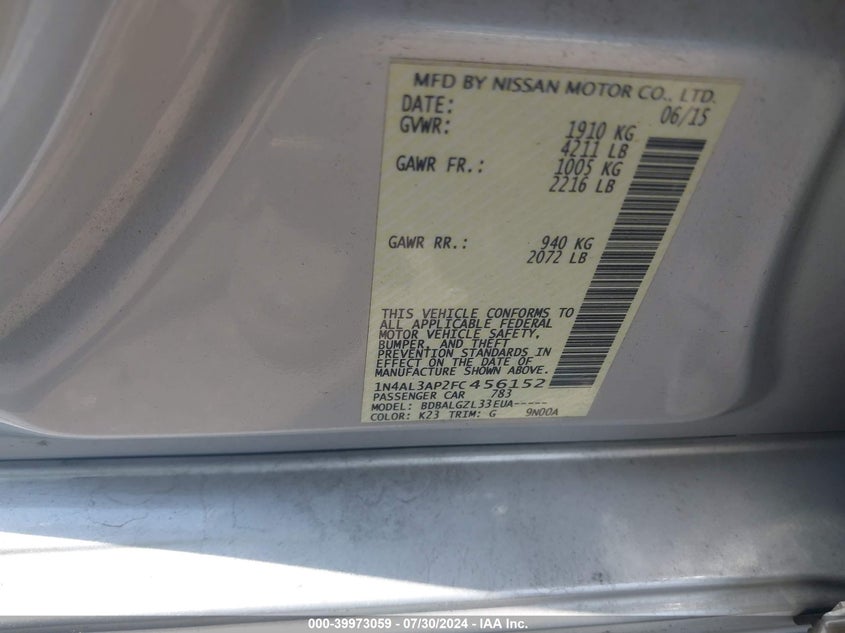 MFD BY NISSAN MOTOR CO., LTD.
DATE: 06/15
GVWR: 1910 KG
4211 LB
GAWR FR.: 1005 KG
2216 LB
GAWR RR.: 940 KG
2072 LB
THIS VEHICLE CONFORMS TO
ALL APPLICABLE FEDERAL
MOTOR VEHICLE SAFETY,
BUMPER, AND THEFT
PREVENTION STANDARDS IN
EFFECT ON THE DATE OF
MANUFACTURE SHOWN ABOVE.
1N4AL3AP2FC456152
PASSENGER CAR 783
MODEL: BDBALGZL33EUA-----
COLOR: K23 TRIM: G 9N00A
000-39973059 - 07/30/2024 - IAA Inc.